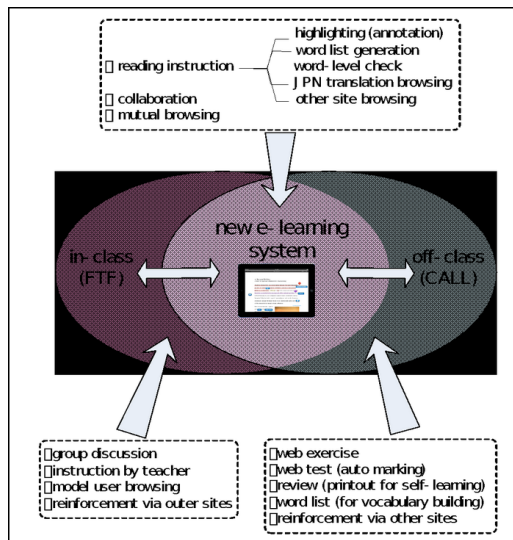 highlighting (annotation)
word list generation
▯ reading instruction
word- level check
JPN translation browsing
▯ collaboration
other site browsing
▯ mutual browsing
new e- learning
system
in- class
(FTF)
off- class
(CALL)
▯group discussion
▯instruction by teacher
▯model user browsing
▯reinforcement via outer sites
▯web exercise
▯web test (auto marking)
▯review (printout for self- learning)
▯word list (for vocabulary building)
▯reinforcement via other sites